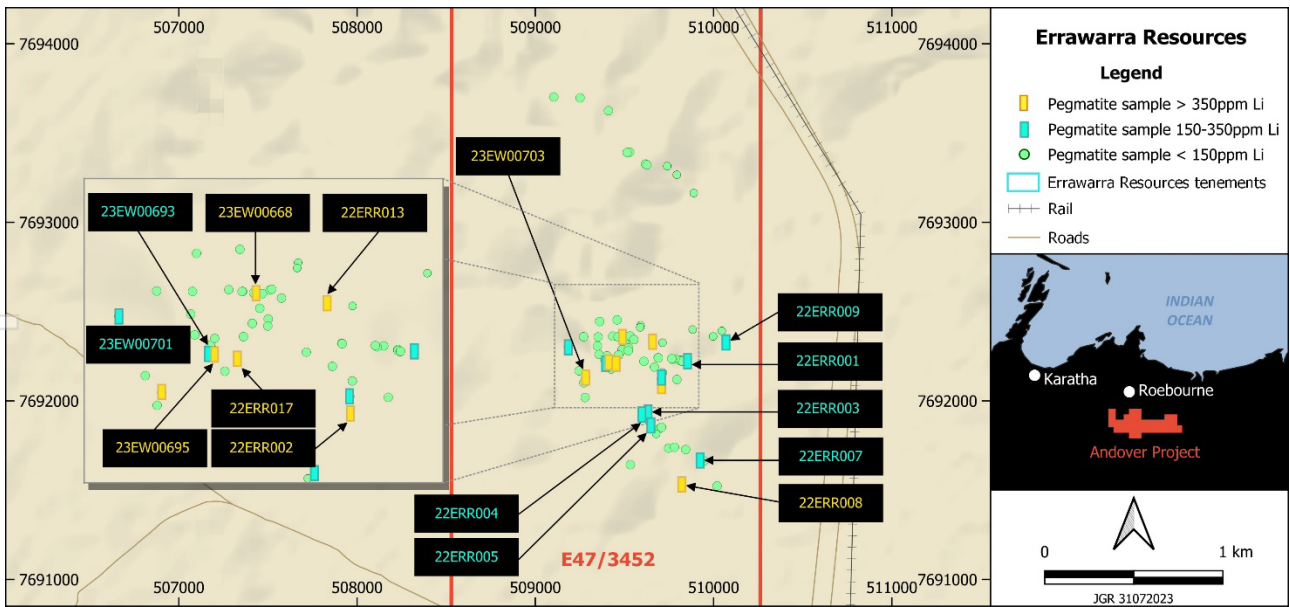 507000 508000 509000 510000 511000
7694000 7694000
7693000 7693000
7692000 7692000
7691000 7691000
23EW00703
23EW00693 23EW00668 22ERR013
23EW00701
22ERR017
23EW00695 22ERR002
22ERR009
22ERR001
22ERR003
22ERR007
22ERR008
22ERR004
22ERR005
E47/3452
507000 508000 510000 511000
Errawarra Resources
Legend
Pegmatite sample > 350ppm Li
Pegmatite sample 150-350ppm Li
Pegmatite sample < 150ppm Li
Errawarra Resources tenements
Rail
Roads
INDIAN
OCEAN
Karatha
Roebourne
Andover Project
0 1 km
JGR 31072023